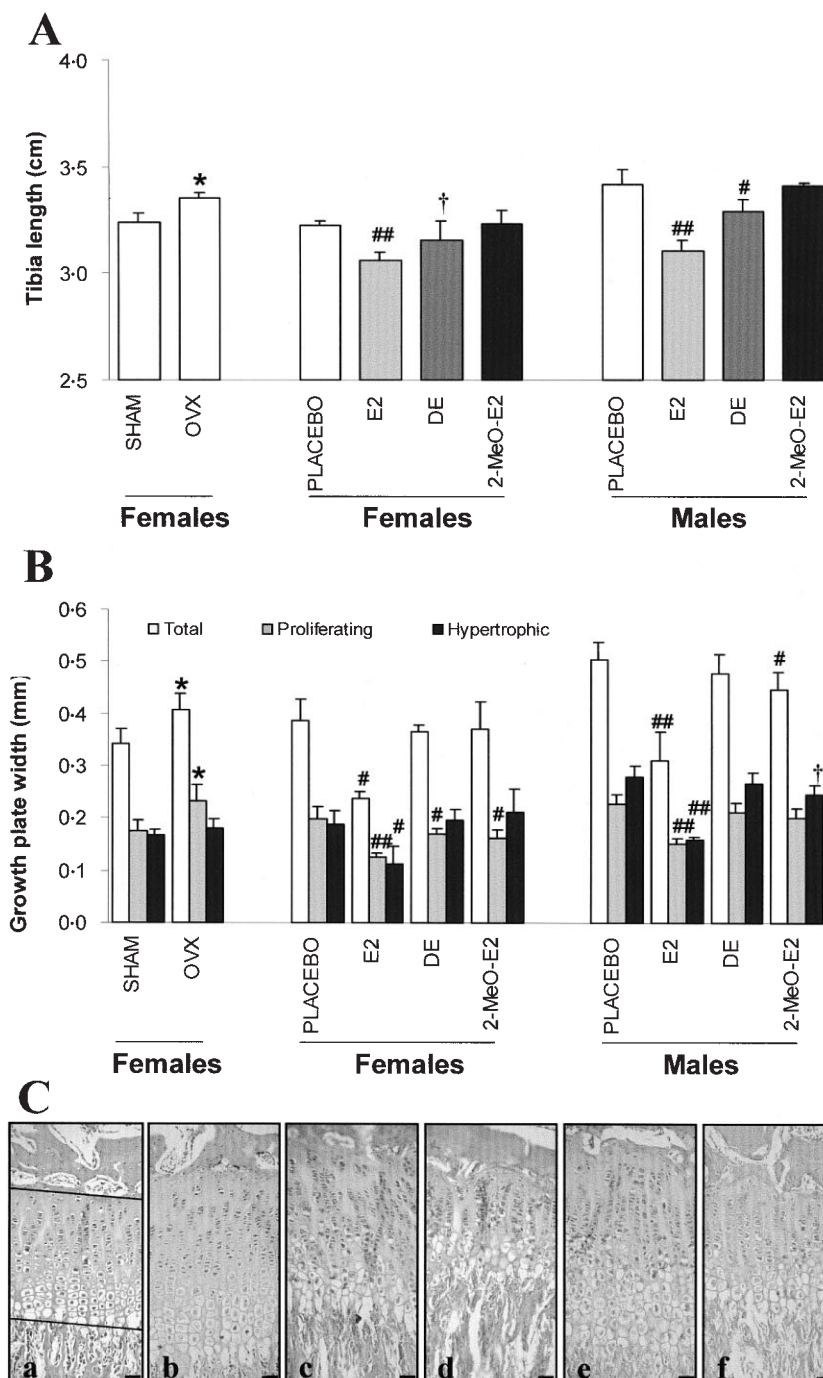 A
4·0
3·5
3·0
2·5
Tibia length (cm)
*
##
†
##
#
SHAM
OVX
PLACEBO
E2
DE
2-MeO-E2
PLACEBO
E2
DE
2-MeO-E2
Females
Females
Males
B
0·6
0·5
0·4
0·3
0·2
0·1
0·0
Growth plate width (mm)
Total
Proliferating
Hypertrophic
*
*
#
##
#
#
#
##
##
##
#
†
SHAM
OVX
PLACEBO
E2
DE
2-MeO-E2
PLACEBO
E2
DE
2-MeO-E2
Females
Females
Males
C
a
b
c
d
e
f